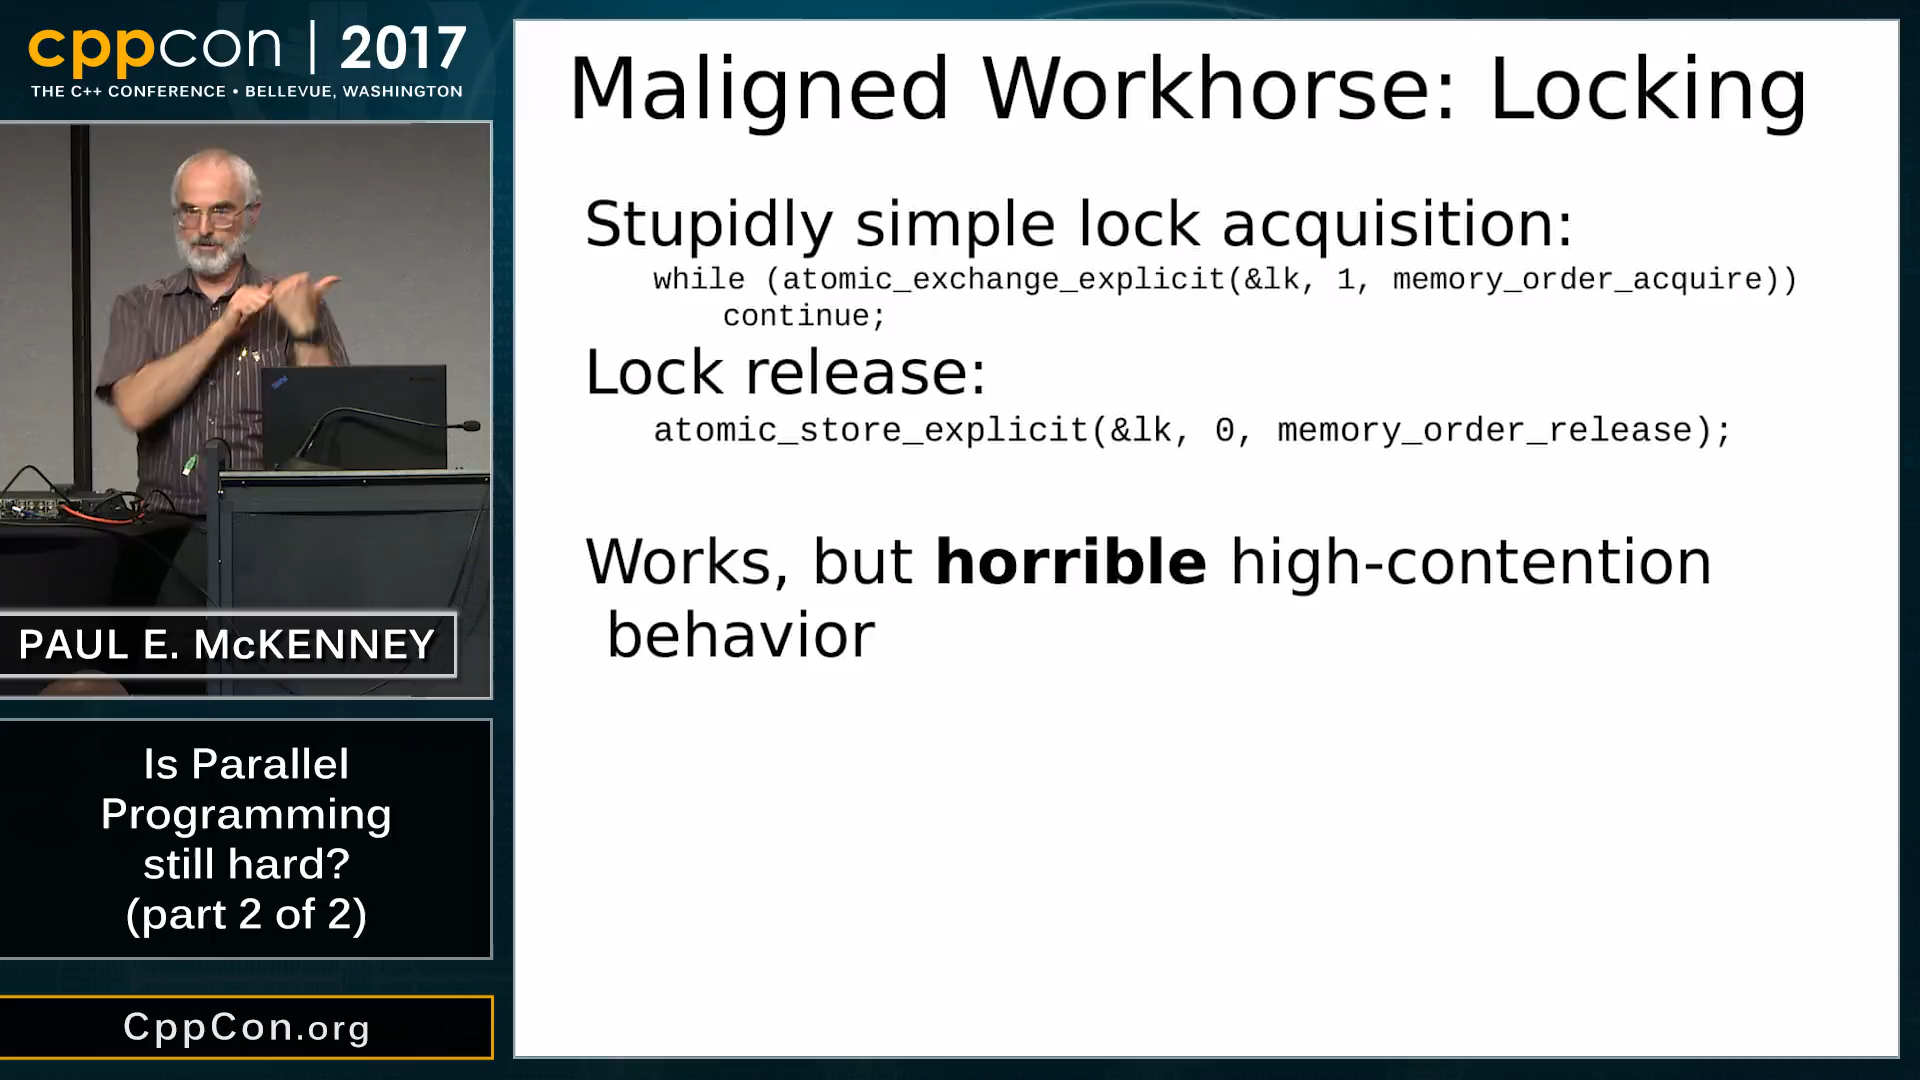 cppcon | 2017
THE C++ CONFERENCE • BELLEVUE, WASHINGTON
PAUL E. McKENNEY
Is Parallel
Programming
still hard?
(part 2 of 2)
CppCon.org
Maligned Workhorse: Locking
Stupidly simple lock acquisition:
while (atomic_exchange_explicit(&lk, 1, memory_order_acquire))
continue;
Lock release:
atomic_store_explicit(&lk, 0, memory_order_release);
Works, but horrible high-contention
behavior